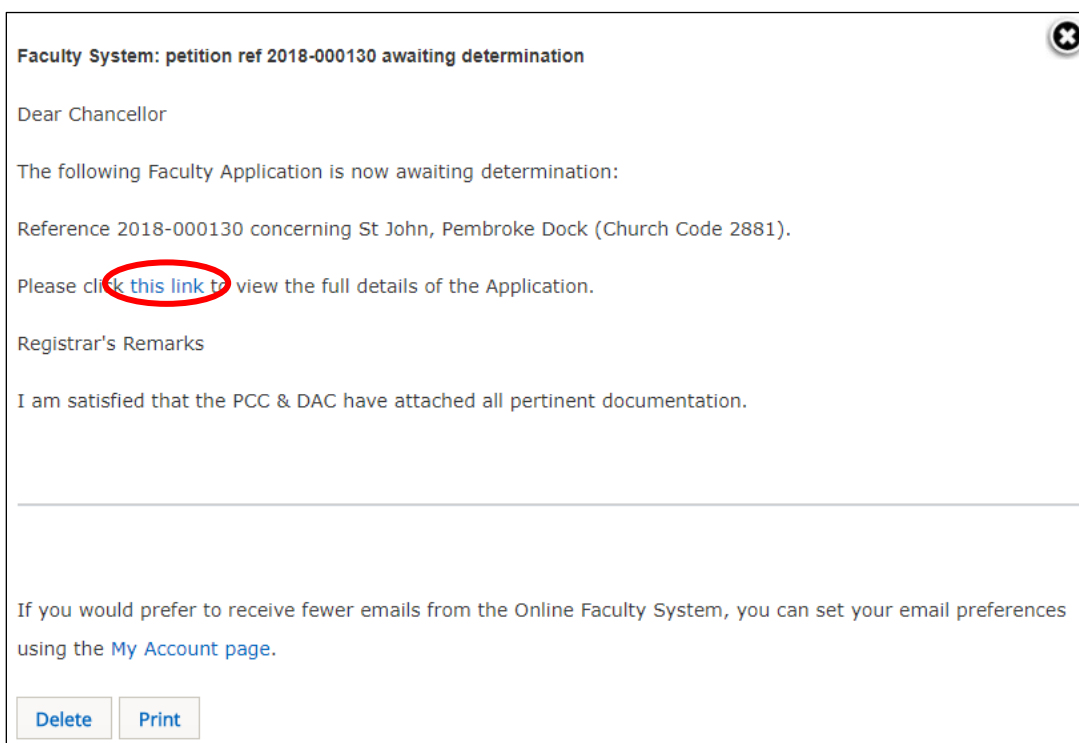 Faculty System: petition ref 2018-000130 awaiting determination
Dear Chancellor
The following Faculty Application is now awaiting determination:
Reference 2018-000130 concerning St John, Pembroke Dock (Church Code 2881).
Please click this link to view the full details of the Application.
Registrar's Remarks
I am satisfied that the PCC & DAC have attached all pertinent documentation.
If you would prefer to receive fewer emails from the Online Faculty System, you can set your email preferences
using the My Account page.
Delete Print